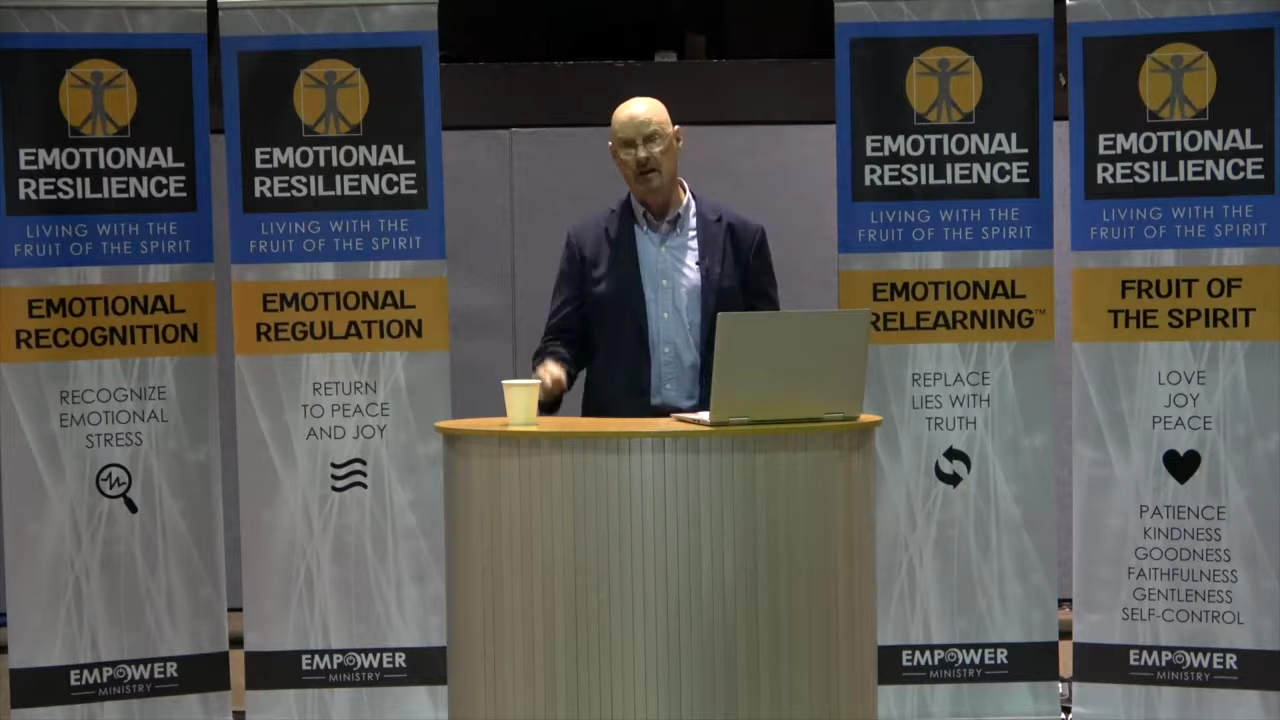 EMOTIONAL
RESILIENCE
LIVING WITH THE
FRUIT OF THE SPIRIT
EMOTIONAL
RECOGNITION
RECOGNIZE
EMOTIONAL
STRESS
EMPOWER
MINISTRY
EMOTIONAL
RESILIENCE
LIVING WITH THE
FRUIT OF THE SPIRIT
EMOTIONAL
REGULATION
RETURN
TO PEACE
AND JOY
EMPOWER
MINISTRY
EMOTIONAL
RESILIENCE
LIVING WITH THE
FRUIT OF THE SPIRIT
EMOTIONAL
RELEARNING™
REPLACE
LIES WITH
TRUTH
EMPOWER
MINISTRY
EMOTIONAL
RESILIENCE
LIVING WITH THE
FRUIT OF THE SPIRIT
FRUIT OF
THE SPIRIT
LOVE
JOY
PEACE
PATIENCE
KINDNESS
GOODNESS
FAITHFULNESS
GENTLENESS
SELF-CONTROL
EMPOWER
MINISTRY